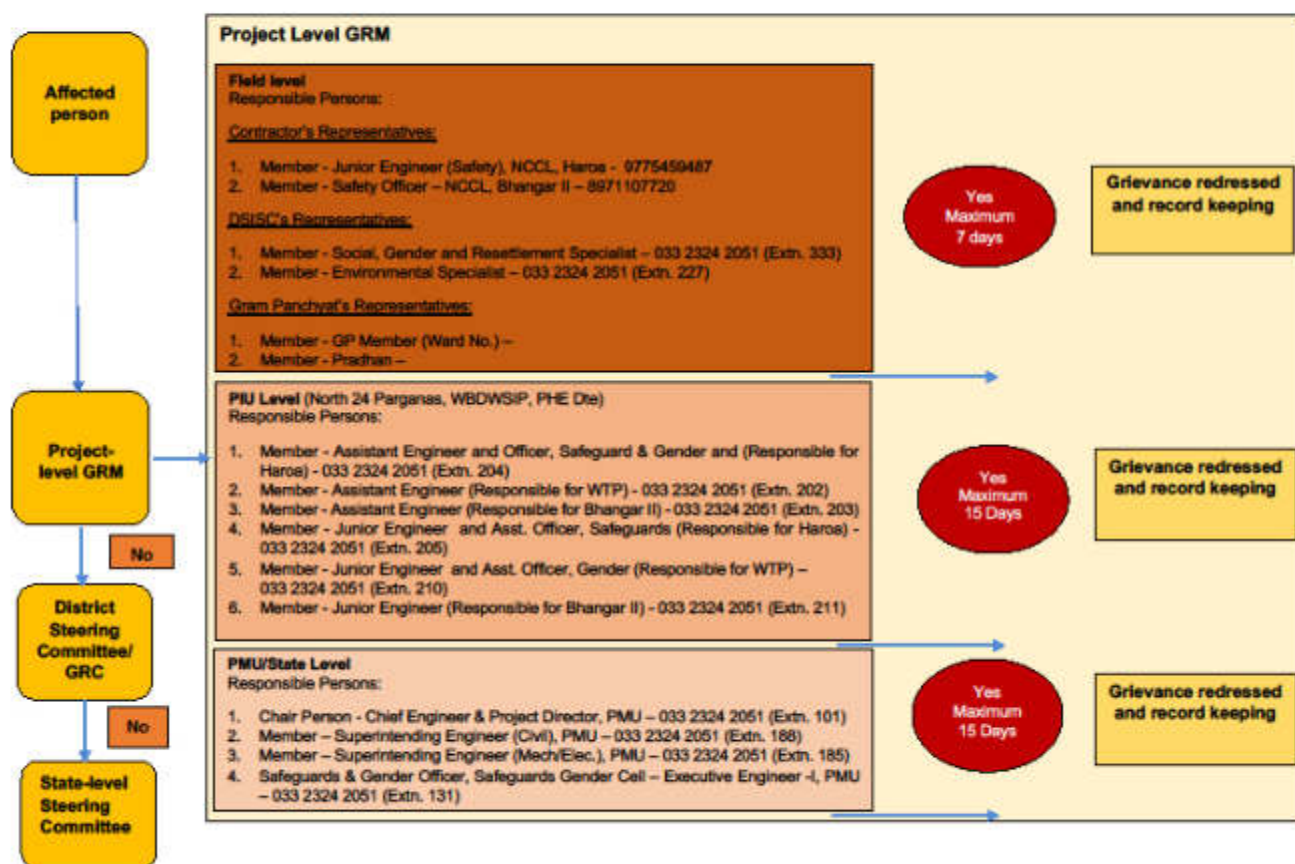 Affected
person
Project-
level GRM
No
District
Steering
Committee/
GRC
No
State-level
Steering
Committee
Project Level GRM
Field level
Responsible Persons:
Contractor's Representatives:
1. Member - Junior Engineer (Safety), NCCL, Haroa - 9775459487
2. Member - Safety Officer – NCCL, Bhangar II – 8971107720
DSISC's Representatives:
1. Member - Social, Gender and Resettlement Specialist – 033 2324 2051 (Extn. 333)
2. Member - Environmental Specialist – 033 2324 2051 (Extn. 227)
Gram Panchyat's Representatives:
1. Member - GP Member (Ward No.) –
2. Member - Pradhan –
Yes
Maximum
7 days
Grievance redressed
and record keeping
PIU Level (North 24 Parganas, WBDWSIP, PHE Dte)
Responsible Persons:
1. Member - Assistant Engineer and Officer, Safeguard & Gender and (Responsible for
Haroa) - 033 2324 2051 (Extn. 204)
2. Member - Assistant Engineer (Responsible for WTP) - 033 2324 2051 (Extn. 202)
3. Member - Assistant Engineer (Responsible for Bhangar II) - 033 2324 2051 (Extn. 203)
4. Member - Junior Engineer and Asst. Officer, Safeguards (Responsible for Haroa) -
033 2324 2051 (Extn. 205)
5. Member - Junior Engineer and Asst. Officer, Gender (Responsible for WTP) –
033 2324 2051 (Extn. 210)
6. Member - Junior Engineer (Responsible for Bhangar II) - 033 2324 2051 (Extn. 211)
Yes
Maximum
15 Days
Grievance redressed
and record keeping
PMU/State Level
Responsible Persons:
1. Chair Person - Chief Engineer & Project Director, PMU – 033 2324 2051 (Extn. 101)
2. Member – Superintending Engineer (Civil), PMU – 033 2324 2051 (Extn. 188)
3. Member – Superintending Engineer (Mech/Elec.), PMU – 033 2324 2051 (Extn. 185)
4. Safeguards & Gender Officer, Safeguards Gender Cell – Executive Engineer -I, PMU
– 033 2324 2051 (Extn. 131)
Yes
Maximum
15 Days
Grievance redressed
and record keeping